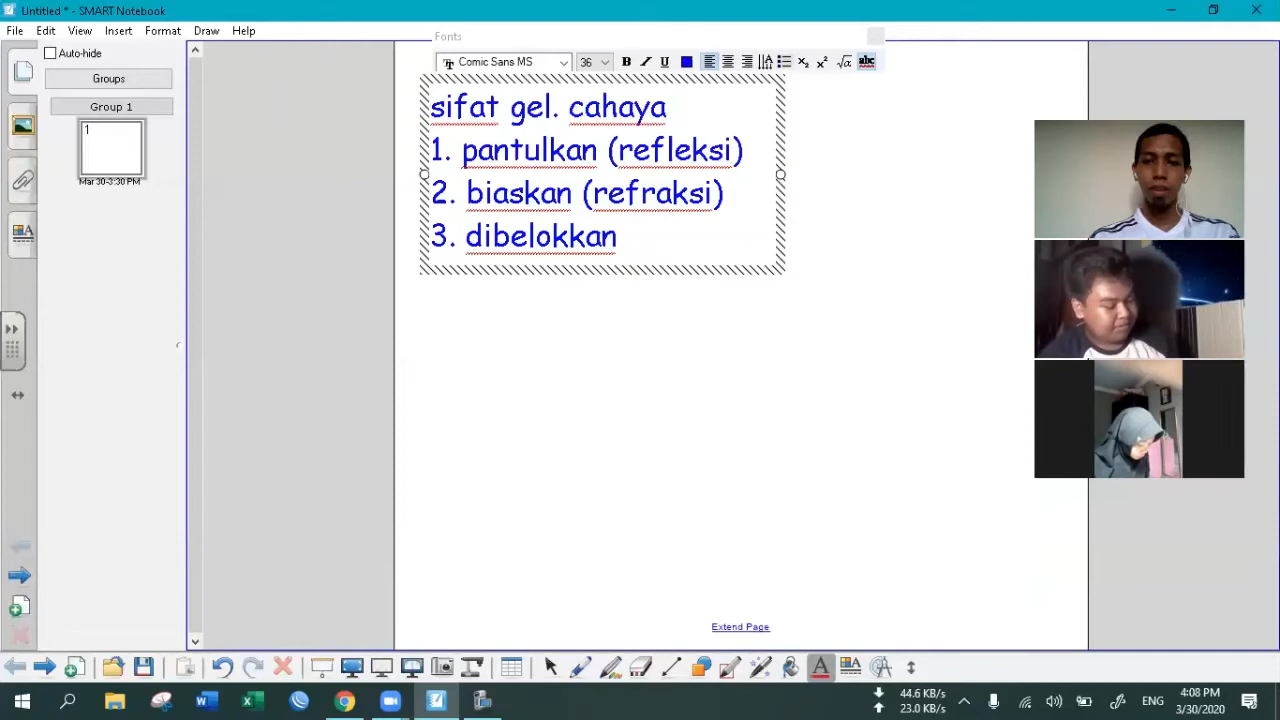 Untitled * - SMART Notebook
File Edit View Insert Format Draw Help
Fonts
Auto-hide
Groups
Group 1
1
Mar 30-3:30 PM
Comic Sans MS 36 B I U abc
sifat gel. cahaya
1. pantulkan (refleksi)
2. biaskan (refraksi)
3. dibelokkan
Extend Page
44.6 KB/s
23.0 KB/s
ENG
4:08 PM
3/30/2020